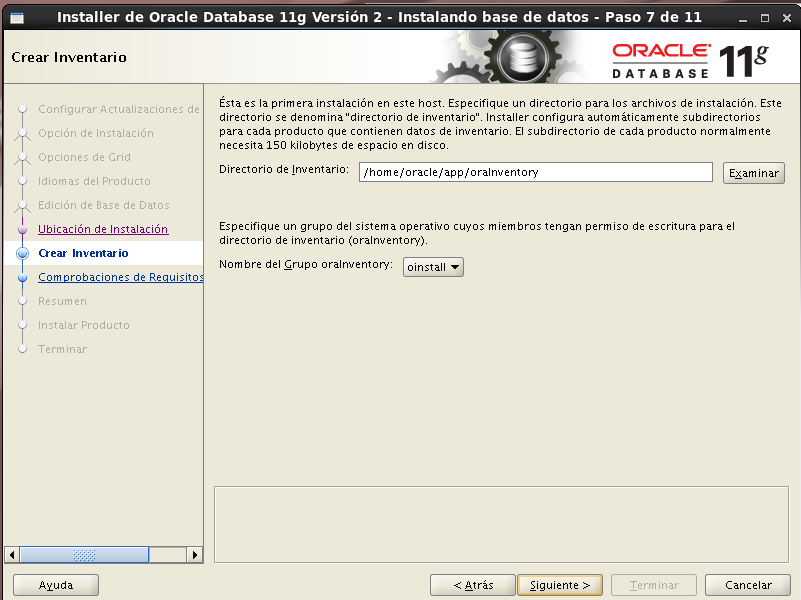 Installer de Oracle Database 11g Versión 2 - Instalando base de datos - Paso 7 de 11
Crear Inventario
ORACLE
DATABASE
11g
Configurar Actualizaciones de
Opción de Instalación
Opciones de Grid
Idiomas del Producto
Edición de Base de Datos
Ubicación de Instalación
Crear Inventario
Comprobaciones de Requisitos
Resumen
Instalar Producto
Terminar
Ésta es la primera instalación en este host. Especifique un directorio para los archivos de instalación. Este
directorio se denomina "directorio de inventario". Installer configura automáticamente subdirectorios
para cada producto que contienen datos de inventario. El subdirectorio de cada producto normalmente
necesita 150 kilobytes de espacio en disco.
Directorio de Inventario: /home/oracle/app/oraInventory Examinar
Especifique un grupo del sistema operativo cuyos miembros tengan permiso de escritura para el
directorio de inventario (oraInventory).
Nombre del Grupo oraInventory: oinstall
Ayuda < Atrás Siguiente > Terminar Cancelar